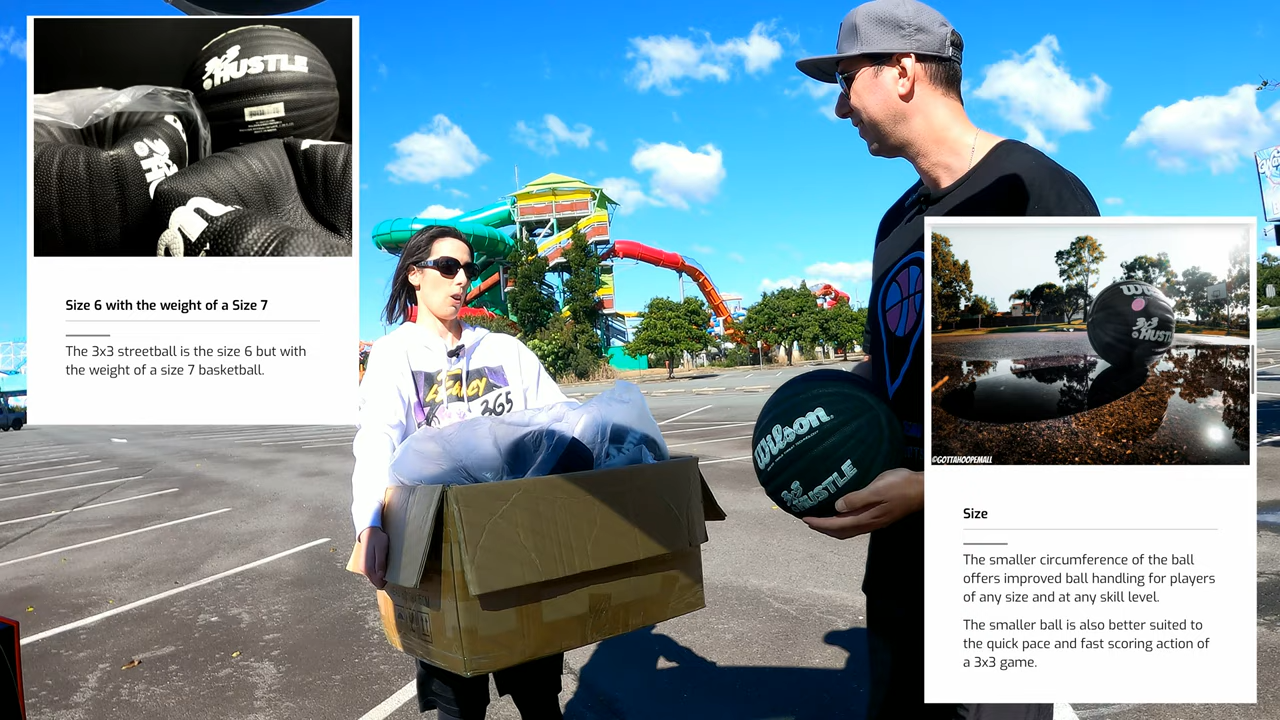 3x3
HUSTLE
Size 6 with the weight of a Size 7
The 3x3 streetball is the size 6 but with
the weight of a size 7 basketball.
Legacy
365
Wilson
3x3
HUSTLE
3x3
HUSTLE
©GOTTAHOOPEMALL
Size
The smaller circumference of the ball
offers improved ball handling for players
of any size and at any skill level.
The smaller ball is also better suited to
the quick pace and fast scoring action of
a 3x3 game.